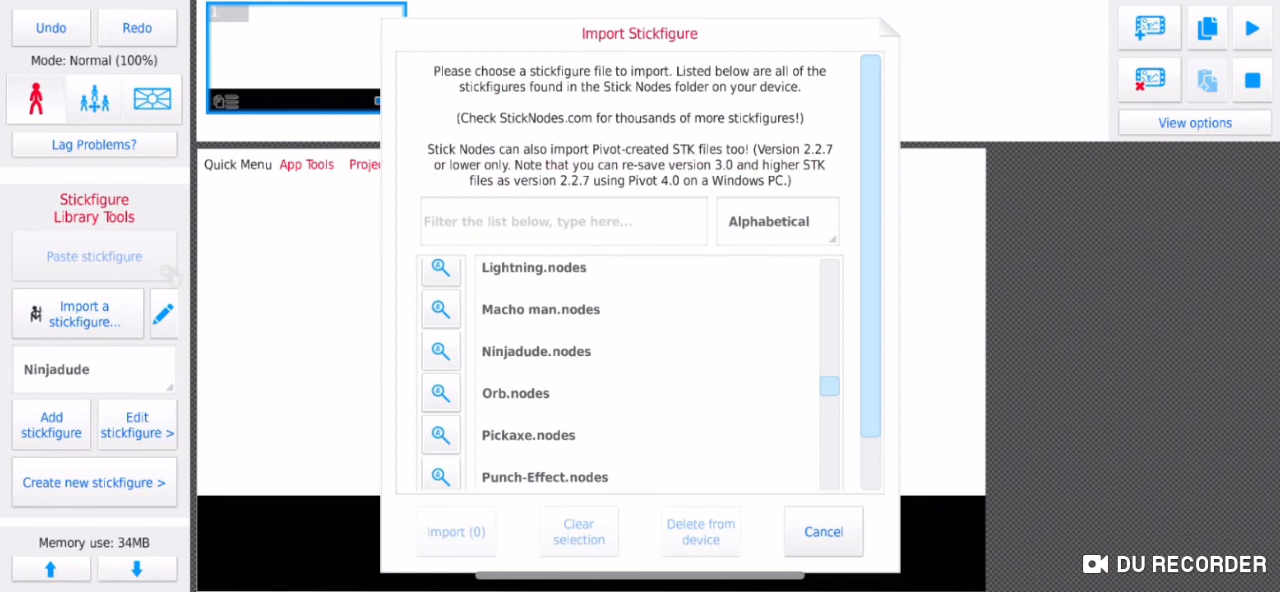 Undo
Redo
Mode: Normal (100%)
Lag Problems?
Stickfigure
Library Tools
Paste stickfigure
Import a
stickfigure...
Ninjadude
Add
stickfigure
Edit
stickfigure >
Create new stickfigure >
Memory use: 34MB
1
Quick Menu
App Tools
Projec
Import Stickfigure
Please choose a stickfigure file to import. Listed below are all of the
stickfigures found in the Stick Nodes folder on your device.
(Check StickNodes.com for thousands of more stickfigures!)
Stick Nodes can also import Pivot-created STK files too! (Version 2.2.7
or lower only. Note that you can re-save version 3.0 and higher STK
files as version 2.2.7 using Pivot 4.0 on a Windows PC.)
Filter the list below, type here...
Alphabetical
Lightning.nodes
Macho man.nodes
Ninjadude.nodes
Orb.nodes
Pickaxe.nodes
Punch-Effect.nodes
Import (0)
Clear
selection
Delete from
device
Cancel
View options
DU RECORDER